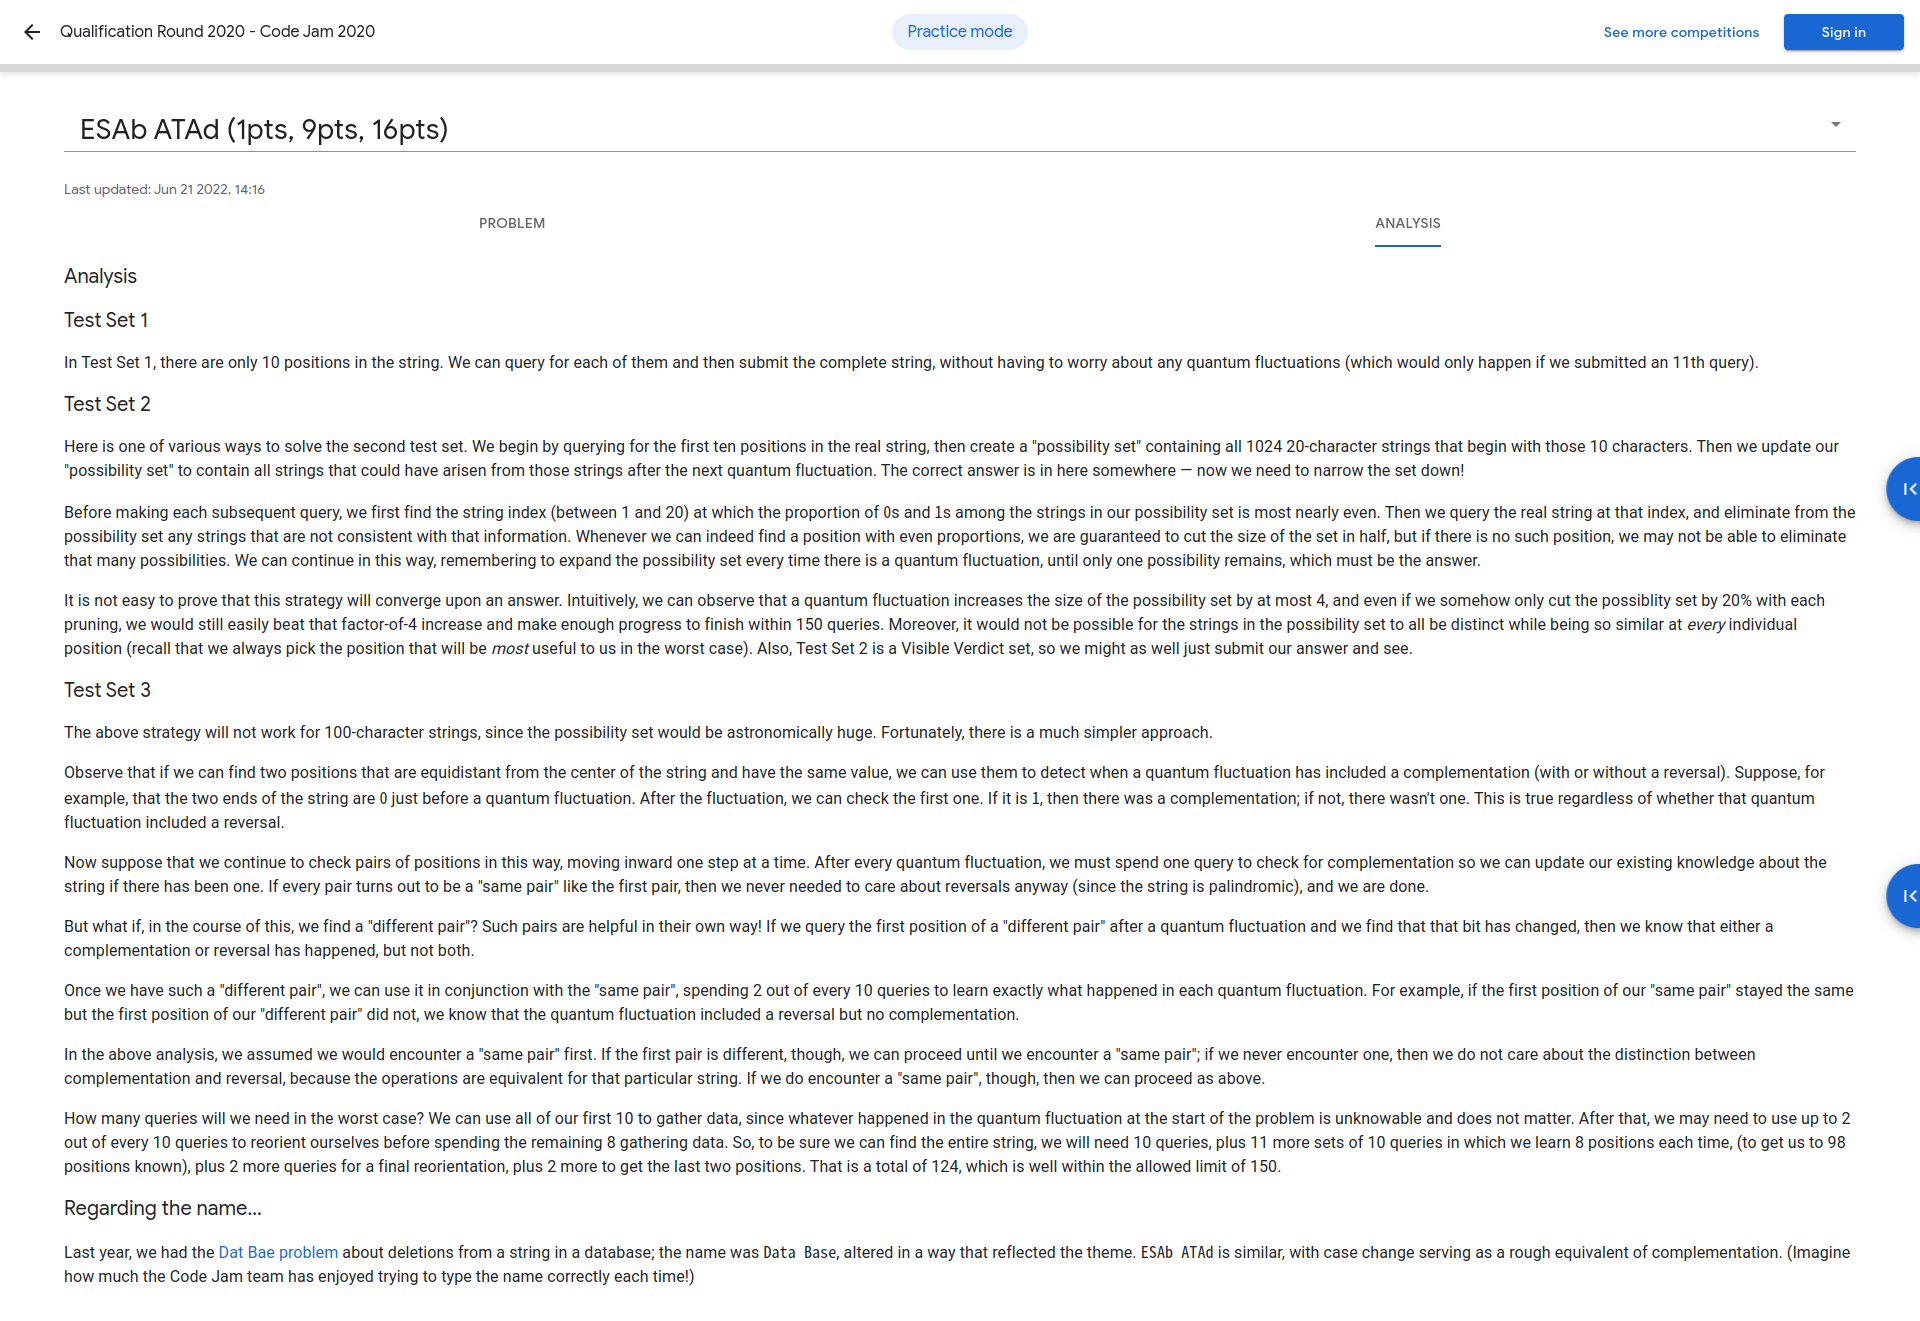 Qualification Round 2020 - Code Jam 2020
Practice mode
See more competitions
Sign in
ESAb ATAd (1pts, 9pts, 16pts)
Last updated: Jun 21 2022, 14:16
PROBLEM
ANALYSIS
Analysis
Test Set 1
In Test Set 1, there are only 10 positions in the string. We can query for each of them and then submit the complete string, without having to worry about any quantum fluctuations (which would only happen if we submitted an 11th query).
Test Set 2
Here is one of various ways to solve the second test set. We begin by querying for the first ten positions in the real string, then create a "possibility set" containing all 1024 20-character strings that begin with those 10 characters. Then we update our
"possibility set" to contain all strings that could have arisen from those strings after the next quantum fluctuation. The correct answer is in here somewhere — now we need to narrow the set down!
Before making each subsequent query, we first find the string index (between 1 and 20) at which the proportion of 0s and 1s among the strings in our possibility set is most nearly even. Then we query the real string at that index, and eliminate from the
possibility set any strings that are not consistent with that information. Whenever we can indeed find a position with even proportions, we are guaranteed to cut the size of the set in half, but if there is no such position, we may not be able to eliminate
that many possibilities. We can continue in this way, remembering to expand the possibility set every time there is a quantum fluctuation, until only one possibility remains, which must be the answer.
It is not easy to prove that this strategy will converge upon an answer. Intuitively, we can observe that a quantum fluctuation increases the size of the possibility set by at most 4, and even if we somehow only cut the possiblity set by 20% with each
pruning, we would still easily beat that factor-of-4 increase and make enough progress to finish within 150 queries. Moreover, it would not be possible for the strings in the possibility set to all be distinct while being so similar at every individual
position (recall that we always pick the position that will be most useful to us in the worst case). Also, Test Set 2 is a Visible Verdict set, so we might as well just submit our answer and see.
Test Set 3
The above strategy will not work for 100-character strings, since the possibility set would be astronomically huge. Fortunately, there is a much simpler approach.
Observe that if we can find two positions that are equidistant from the center of the string and have the same value, we can use them to detect when a quantum fluctuation has included a complementation (with or without a reversal). Suppose, for
example, that the two ends of the string are 0 just before a quantum fluctuation. After the fluctuation, we can check the first one. If it is 1, then there was a complementation; if not, there wasn't one. This is true regardless of whether that quantum
fluctuation included a reversal.
Now suppose that we continue to check pairs of positions in this way, moving inward one step at a time. After every quantum fluctuation, we must spend one query to check for complementation so we can update our existing knowledge about the
string if there has been one. If every pair turns out to be a "same pair" like the first pair, then we never needed to care about reversals anyway (since the string is palindromic), and we are done.
But what if, in the course of this, we find a "different pair"? Such pairs are helpful in their own way! If we query the first position of a "different pair" after a quantum fluctuation and we find that that bit has changed, then we know that either a
complementation or reversal has happened, but not both.
Once we have such a "different pair", we can use it in conjunction with the "same pair", spending 2 out of every 10 queries to learn exactly what happened in each quantum fluctuation. For example, if the first position of our "same pair" stayed the same
but the first position of our "different pair" did not, we know that the quantum fluctuation included a reversal but no complementation.
In the above analysis, we assumed we would encounter a "same pair" first. If the first pair is different, though, we can proceed until we encounter a "same pair"; if we never encounter one, then we do not care about the distinction between
complementation and reversal, because the operations are equivalent for that particular string. If we do encounter a "same pair", though, then we can proceed as above.
How many queries will we need in the worst case? We can use all of our first 10 to gather data, since whatever happened in the quantum fluctuation at the start of the problem is unknowable and does not matter. After that, we may need to use up to 2
out of every 10 queries to reorient ourselves before spending the remaining 8 gathering data. So, to be sure we can find the entire string, we will need 10 queries, plus 11 more sets of 10 queries in which we learn 8 positions each time, (to get us to 98
positions known), plus 2 more queries for a final reorientation, plus 2 more to get the last two positions. That is a total of 124, which is well within the allowed limit of 150.
Regarding the name...
Last year, we had the Dat Bae problem about deletions from a string in a database; the name was Data Base, altered in a way that reflected the theme. ESAb ATAd is similar, with case change serving as a rough equivalent of complementation. (Imagine
how much the Code Jam team has enjoyed trying to type the name correctly each time!)